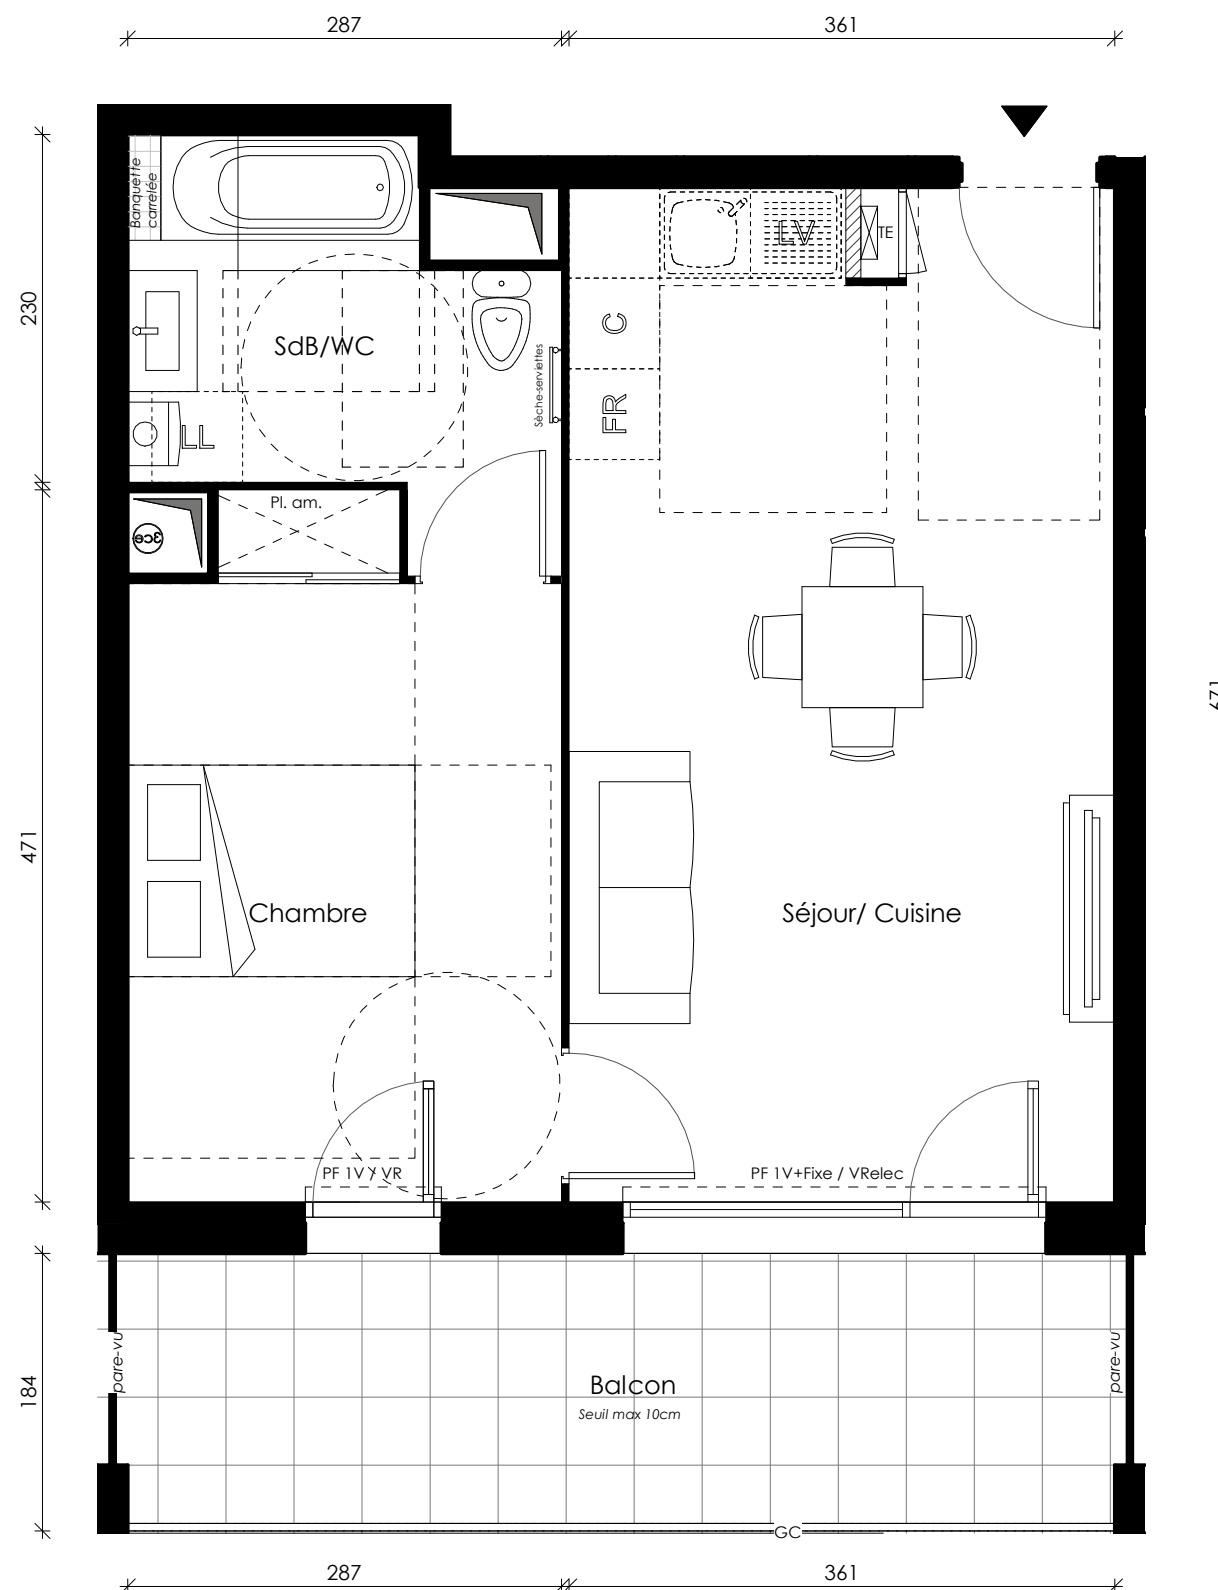 287
361
Banquette
carrelée
LV
TE
230
SdB/WC
C
Sèche-serviettes
FR
LL
Pl. am.
3ce
471
Chambre
Séjour/ Cuisine
PF 1V / VR
PF 1V+Fixe / VRelec
pare-vu
pare-vu
184
Balcon
Seuil max 10cm
GC
287
361